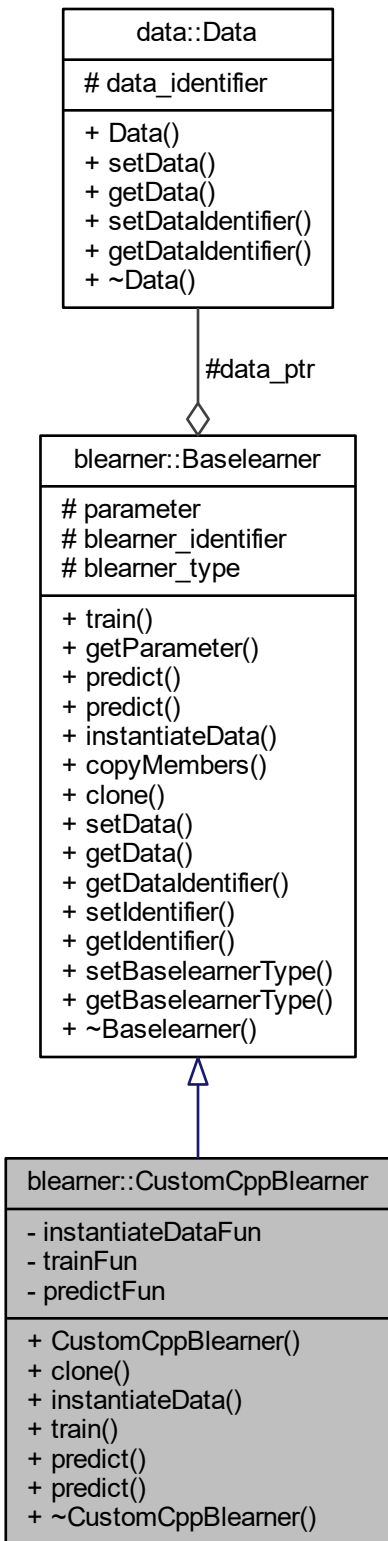 data::Data
# data_identifier
+ Data()
+ setData()
+ getData()
+ setDataIdentifier()
+ getDataIdentifier()
+ ~Data()
#data_ptr
blearner::Baselearner
# parameter
# blearner_identifier
# blearner_type
+ train()
+ getParameter()
+ predict()
+ predict()
+ instantiateData()
+ copyMembers()
+ clone()
+ setData()
+ getData()
+ getDataIdentifier()
+ setIdentifier()
+ getIdentifier()
+ setBaselearnerType()
+ getBaselearnerType()
+ ~Baselearner()
blearner::CustomCppBlearner
- instantiateDataFun
- trainFun
- predictFun
+ CustomCppBlearner()
+ clone()
+ instantiateData()
+ train()
+ predict()
+ predict()
+ ~CustomCppBlearner()